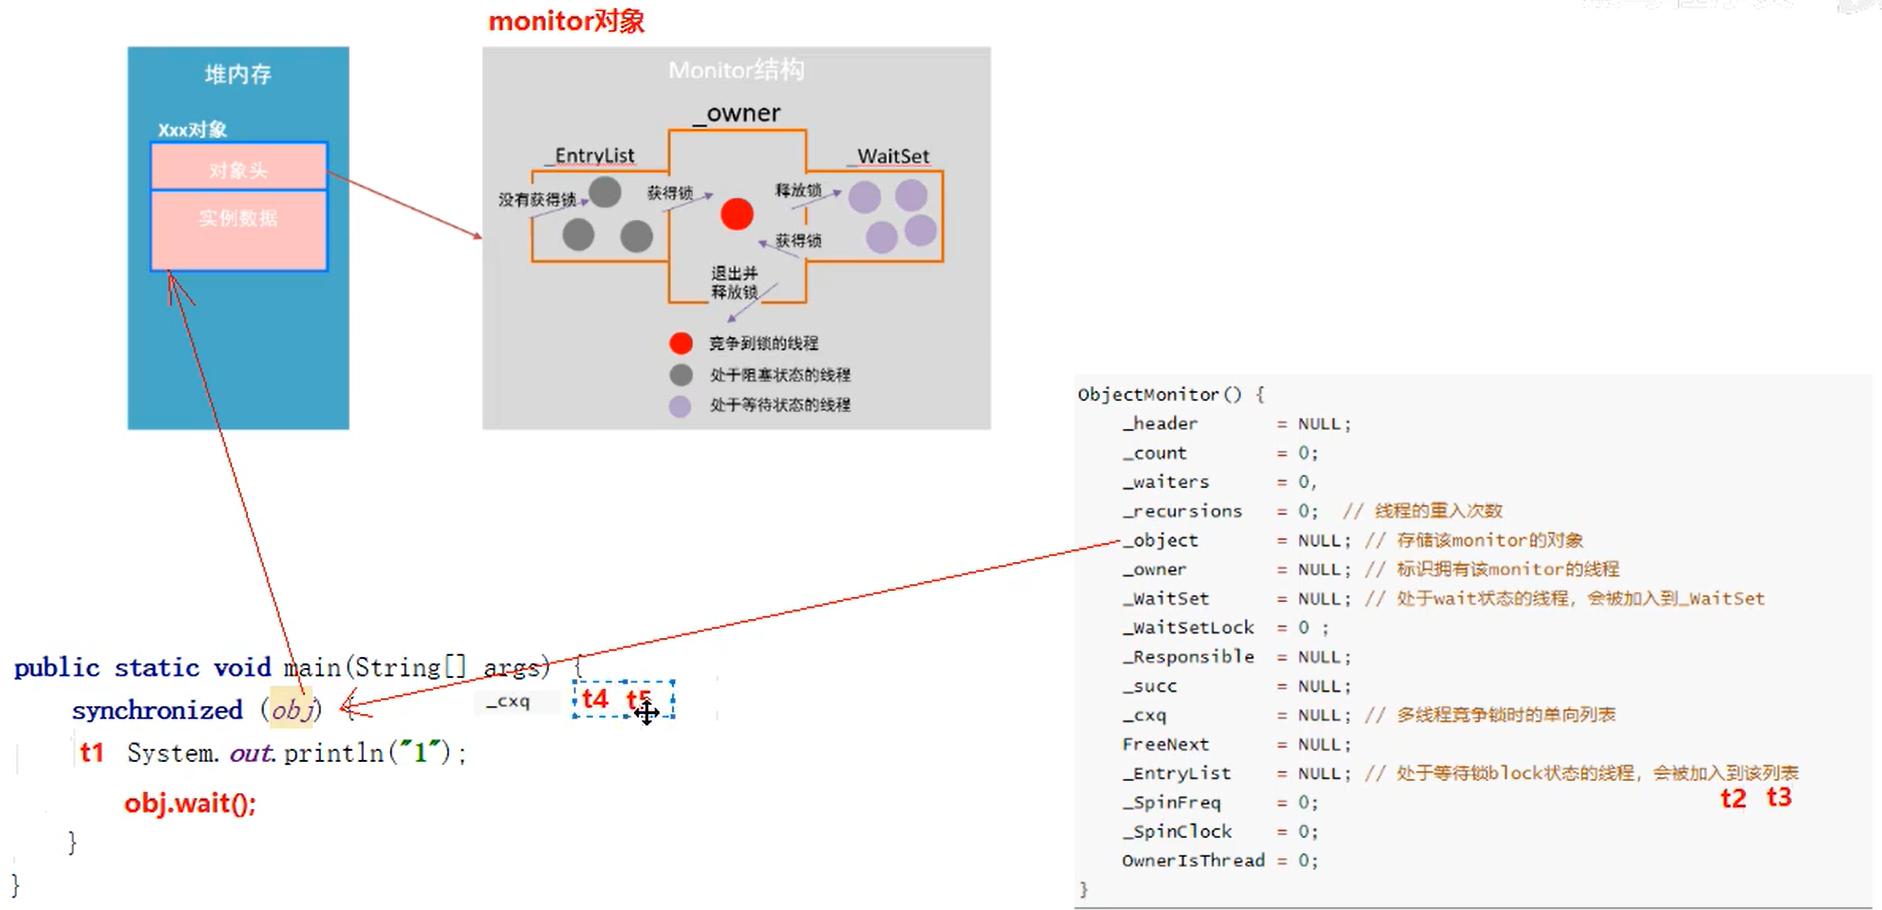 monitor对象
堆内存
Xxx对象
对象头
实例数据
Monitor结构
_owner
_EntryList
_WaitSet
没有获得锁
获得锁
释放锁
获得锁
退出并
释放锁
竞争到锁的线程
处于阻塞状态的线程
处于等待状态的线程
public static void main(String[] args) {
synchronized (obj) {
_cxq
t4 t5
t1 System.out.println("1");
obj.wait();
}
}
ObjectMonitor() {
_header = NULL;
_count = 0;
_waiters = 0,
_recursions = 0; // 线程的重入次数
_object = NULL; // 存储该monitor的对象
_owner = NULL; // 标识拥有该monitor的线程
_WaitSet = NULL; // 处于wait状态的线程，会被加入到_WaitSet
_WaitSetLock = 0 ;
_Responsible = NULL;
_succ = NULL;
_cxq = NULL; // 多线程竞争锁时的单向列表
FreeNext = NULL;
_EntryList = NULL; // 处于等待锁block状态的线程，会被加入到该列表
t2 t3
_SpinFreq = 0;
_SpinClock = 0;
OwnerIsThread = 0;
}